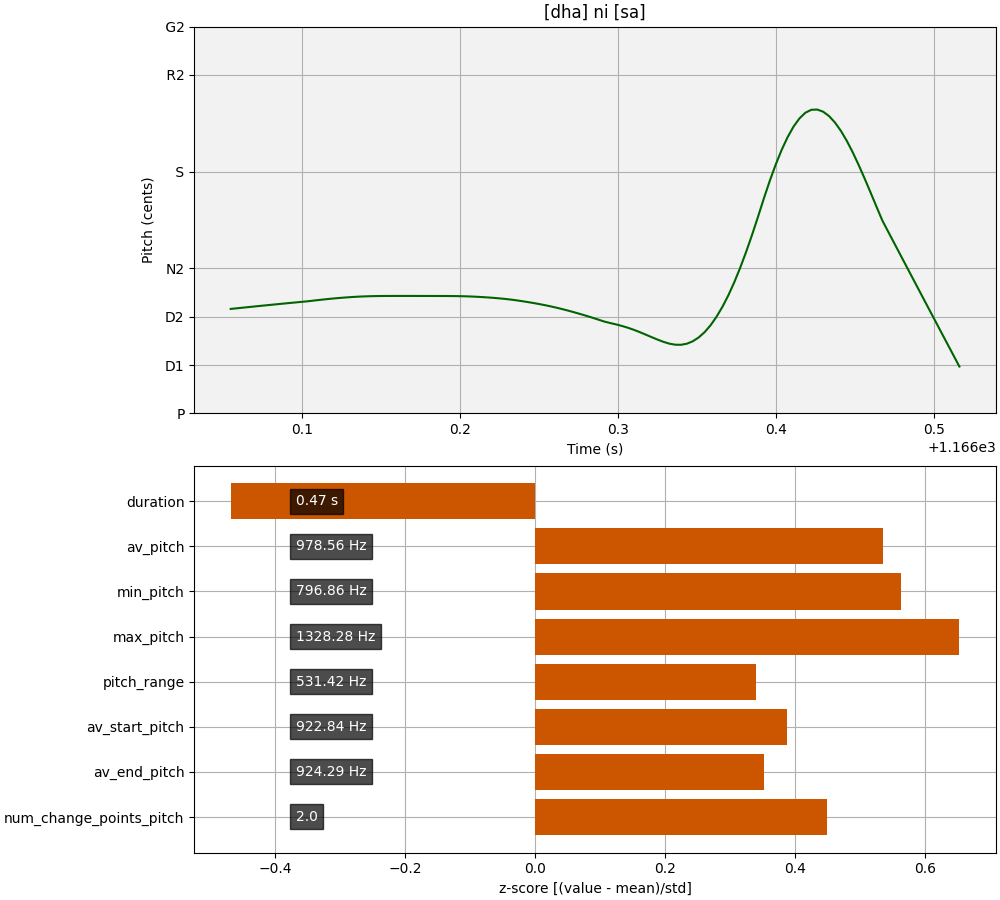 [dha] ni [sa]
G2
R2
S
N2
D2
D1
P
Pitch (cents)
0.1 0.2 0.3 0.4 0.5
Time (s)
+1.166e3
duration 0.47 s
av_pitch 978.56 Hz
min_pitch 796.86 Hz
max_pitch 1328.28 Hz
pitch_range 531.42 Hz
av_start_pitch 922.84 Hz
av_end_pitch 924.29 Hz
num_change_points_pitch 2.0
−0.4 −0.2 0.0 0.2 0.4 0.6
z-score [(value - mean)/std]